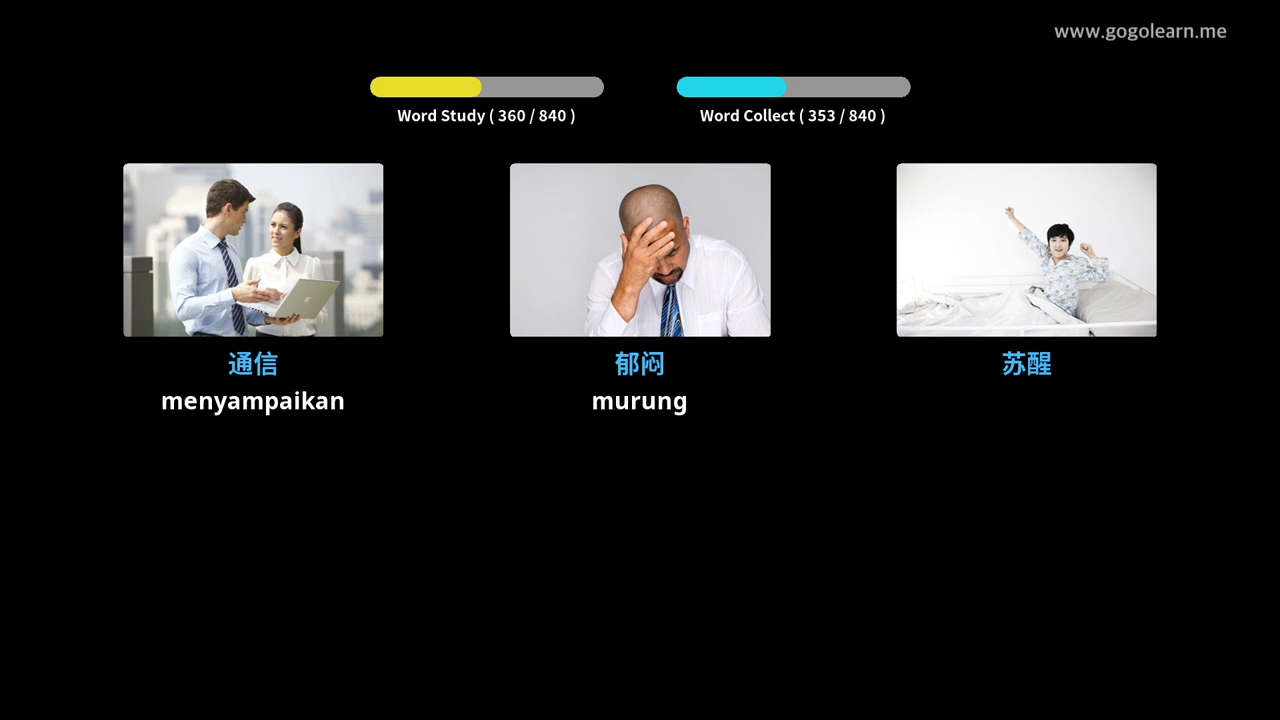 www.gogolearn.me
Word Study ( 360 / 840 )
Word Collect ( 353 / 840 )
通信
郁闷
苏醒
menyampaikan
murung